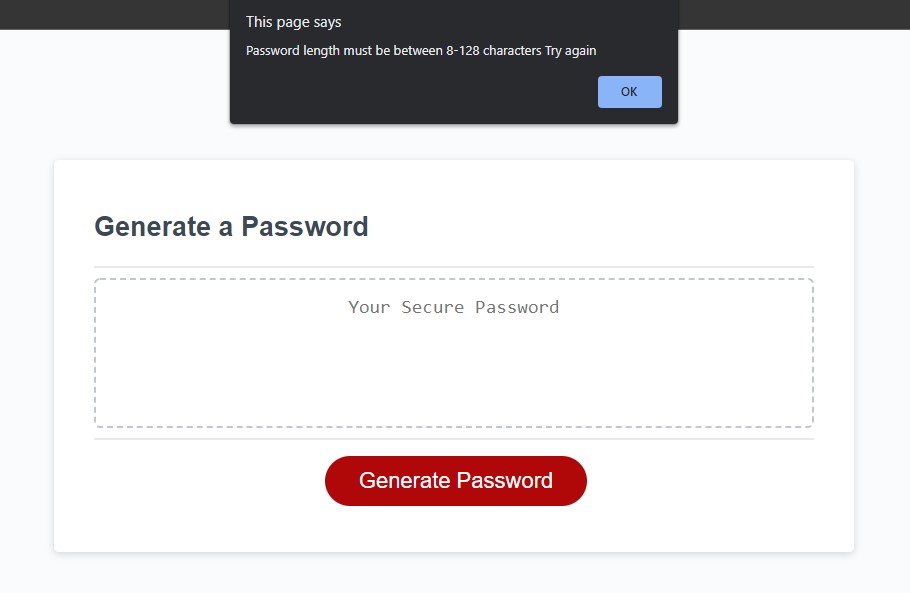 This page says
Password length must be between 8-128 characters Try again
OK
Generate a Password
Your Secure Password
Generate Password